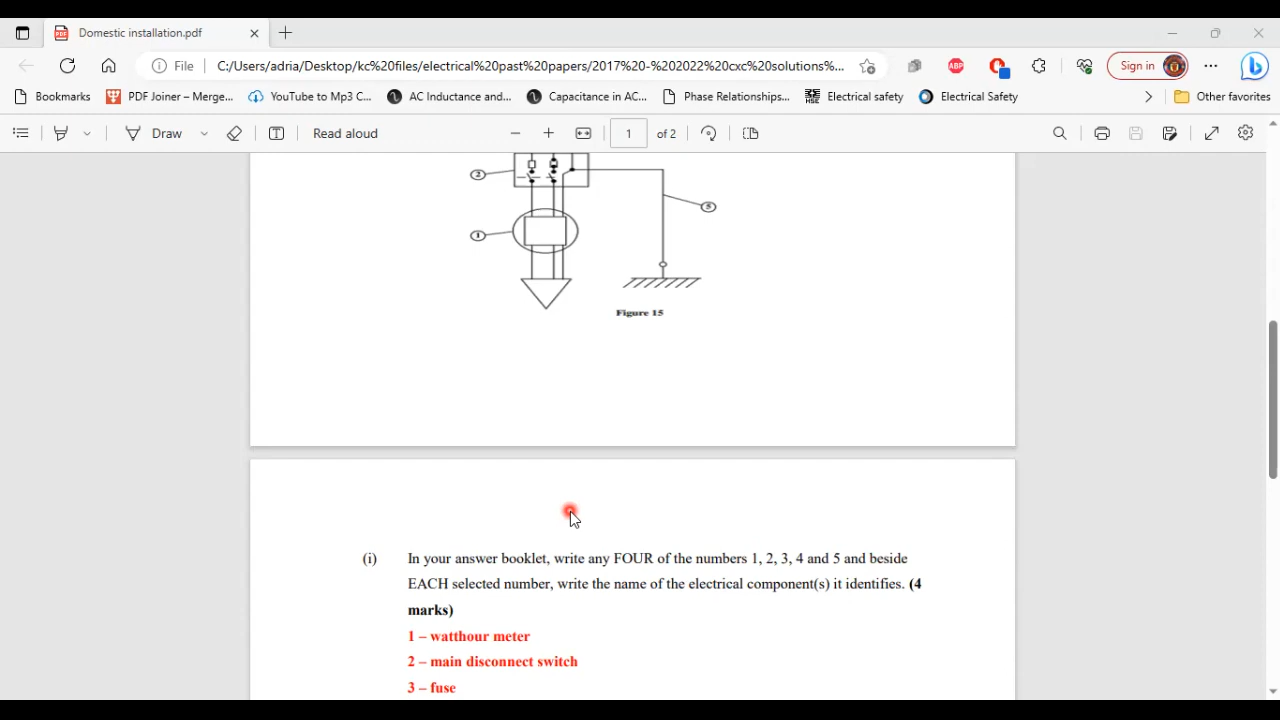 Domestic installation.pdf
File
C:/Users/adria/Desktop/kc%20files/electrical%20past%20papers/2017%20-%202022%20cxc%20solutions%...
Sign in
Bookmarks
PDF Joiner – Merge...
YouTube to Mp3 C...
AC Inductance and...
Capacitance in AC...
Phase Relationships...
Electrical safety
Electrical Safety
Other favorites
Draw
Read aloud
1 of 2
2
5
1
Figure 15
(i) In your answer booklet, write any FOUR of the numbers 1, 2, 3, 4 and 5 and beside
EACH selected number, write the name of the electrical component(s) it identifies. (4
marks)
1 – watthour meter
2 – main disconnect switch
3 – fuse